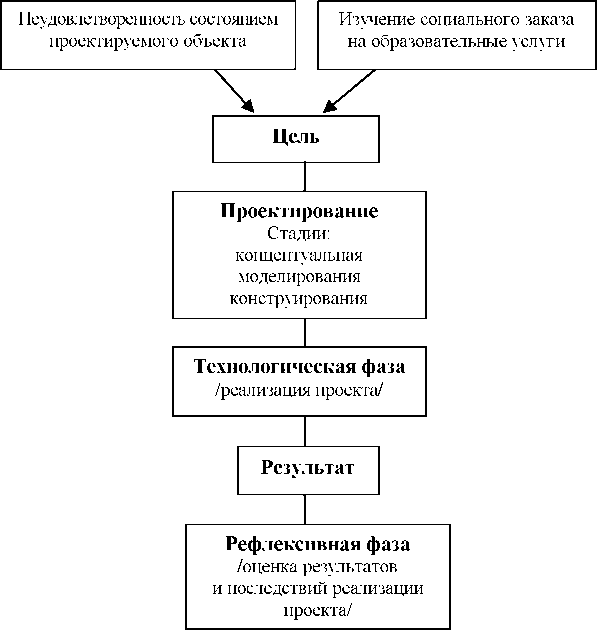 Неудовлетворенность состоянием
проектируемого объекта
Изучение социального заказа
на образовательные услуги
Цель
Проектирование
Стадии:
концептуальная
моделирования
конструирования
Технологическая фаза
/реализация проекта/
Результат
Рефлексивная фаза
/оценка результатов
и последствий реализации
проекта/